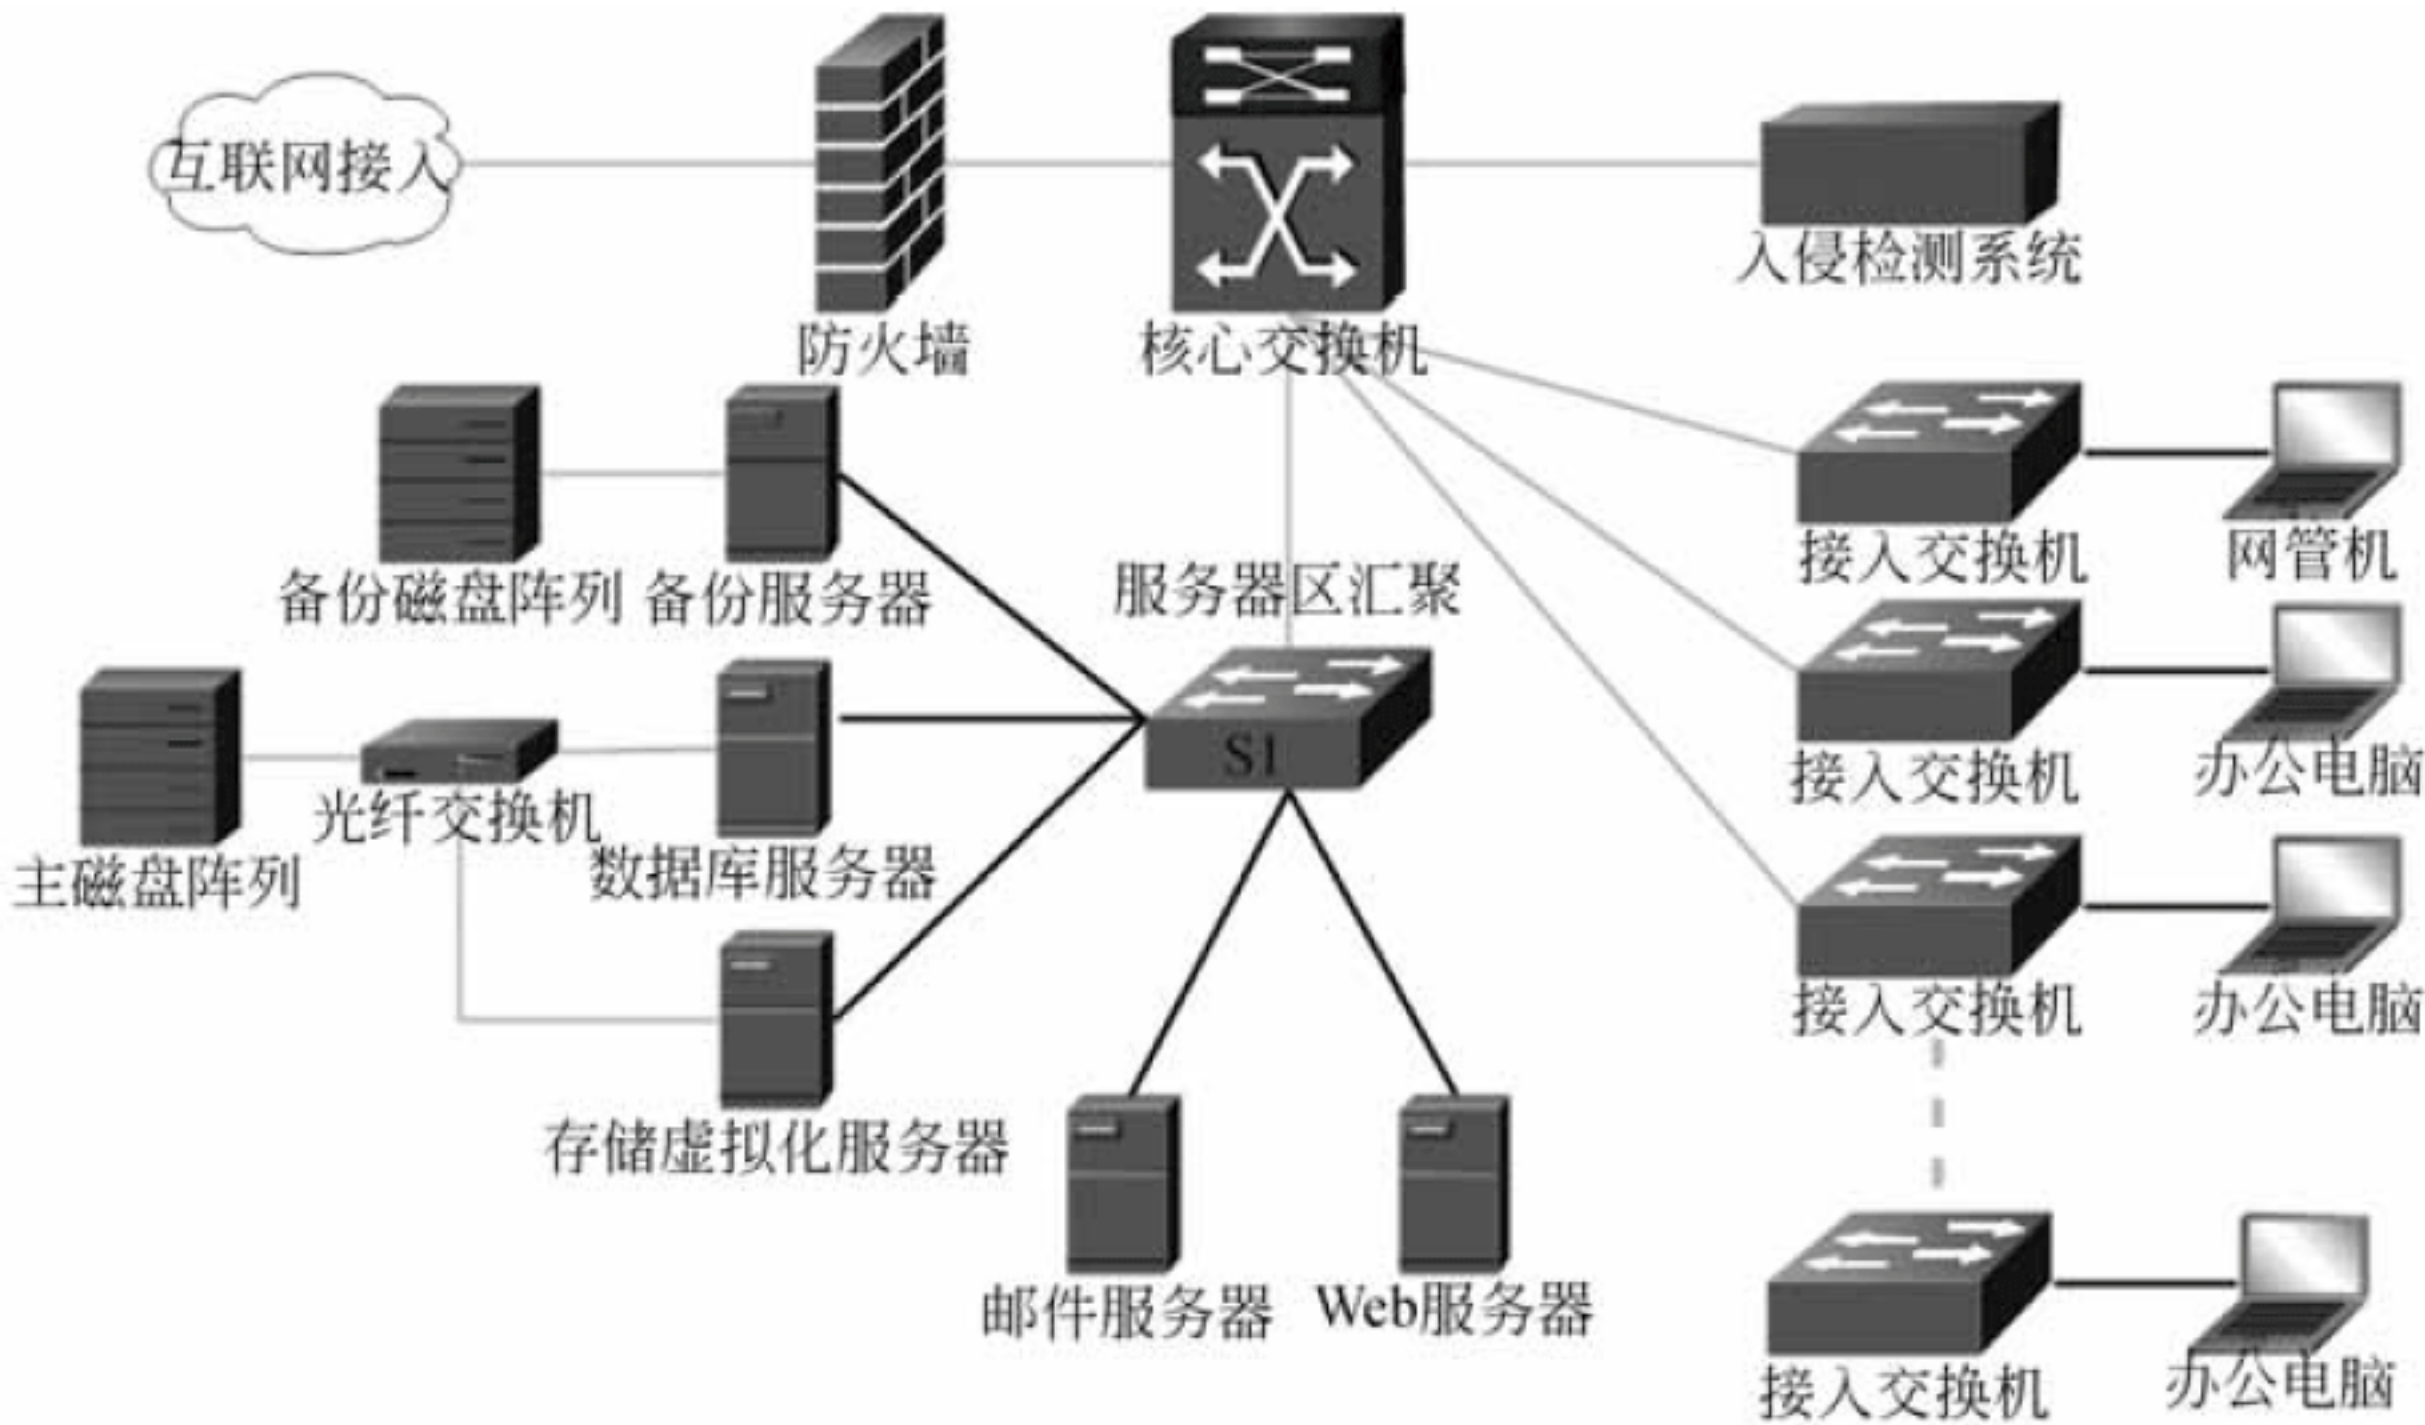 互联网接入
入侵检测系统
防火墙
核心交换机
接入交换机
网管机
备份磁盘阵列
备份服务器
服务器区汇聚
S1
接入交换机
办公电脑
光纤交换机
主磁盘阵列
数据库服务器
接入交换机
办公电脑
存储虚拟化服务器
邮件服务器
Web服务器
接入交换机
办公电脑